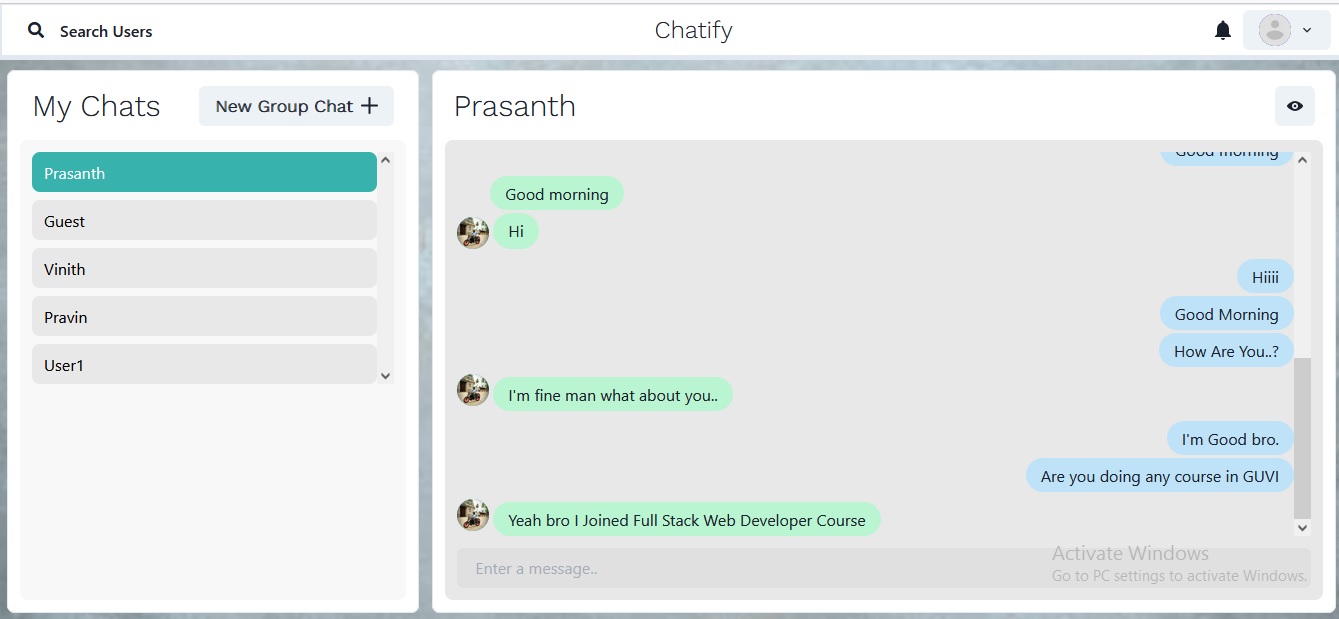 Search Users
Chatify
My Chats
New Group Chat +
Prasanth
Guest
Vinith
Pravin
User1
Prasanth
Good morning
Good morning
Hi
Hiiii
Good Morning
How Are You..?
I'm fine man what about you..
I'm Good bro.
Are you doing any course in GUVI
Yeah bro I Joined Full Stack Web Developer Course
Enter a message..
Activate Windows
Go to PC settings to activate Windows.